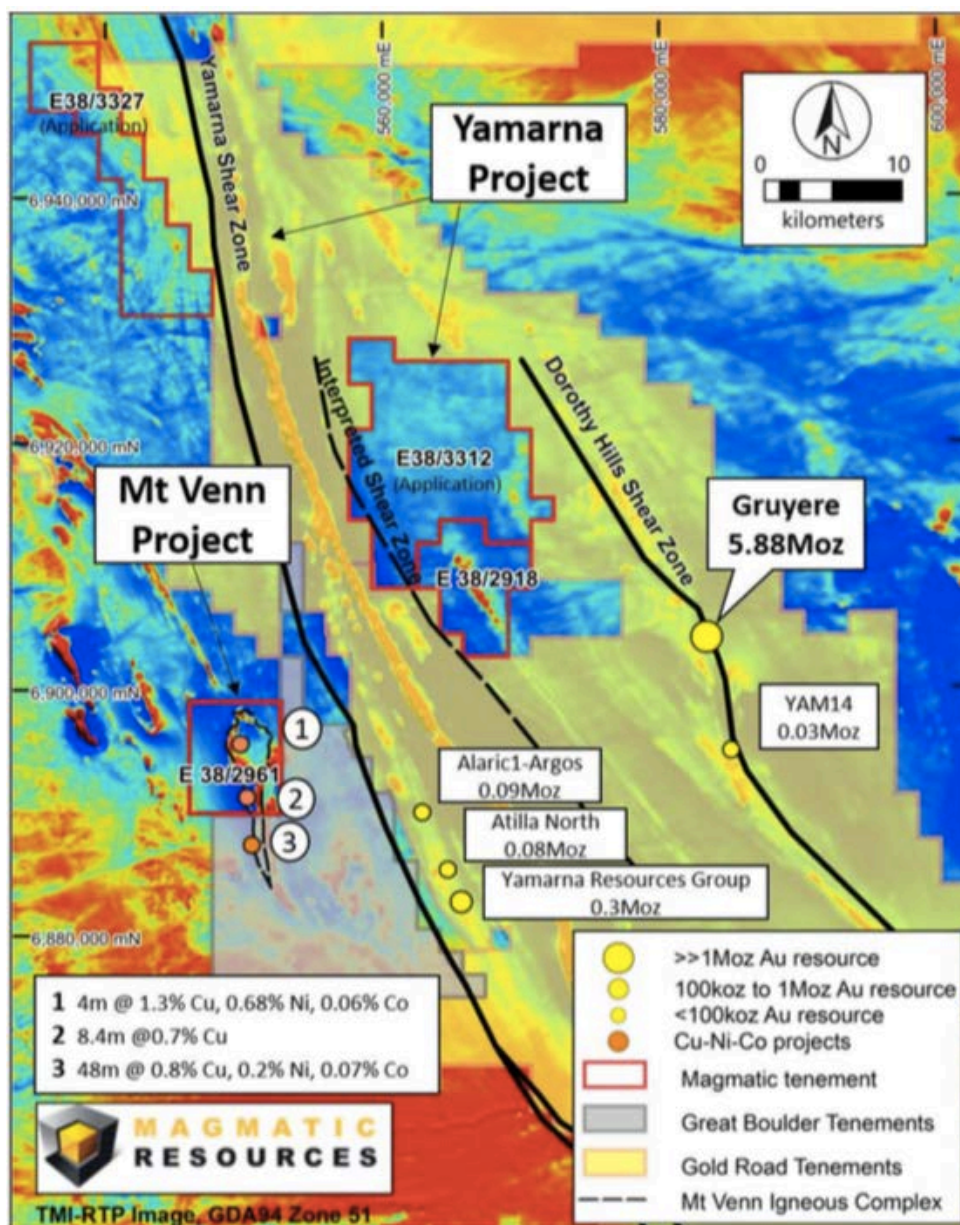 560,000 mE
580,000 mE
600,000 mE
E38/3327
(Application)
Yamarna Shear Zone
Yamarna
Project
N
0 10
kilometers
6,940,000 mN
Interpreted Shear Zone
Dorothy Hills Shear Zone
6,920,000 mN
E38/3312
(Application)
Mt Venn
Project
Gruyere
5.88Moz
E 38/2918
6,900,000 mN
YAM14
0.03Moz
1
E 38/2961
2
3
Alaric1-Argos
0.09Moz
Atilla North
0.08Moz
Yamarna Resources Group
0.3Moz
6,880,000 mN
1 4m @ 1.3% Cu, 0.68% Ni, 0.06% Co
2 8.4m @0.7% Cu
3 48m @ 0.8% Cu, 0.2% Ni, 0.07% Co
>>1Moz Au resource
100koz to 1Moz Au resource
<100koz Au resource
Cu-Ni-Co projects
Magmatic tenement
Great Boulder Tenements
Gold Road Tenements
Mt Venn Igneous Complex
MAGMATIC
RESOURCES
TMI-RTP Image, GDA94 Zone 51